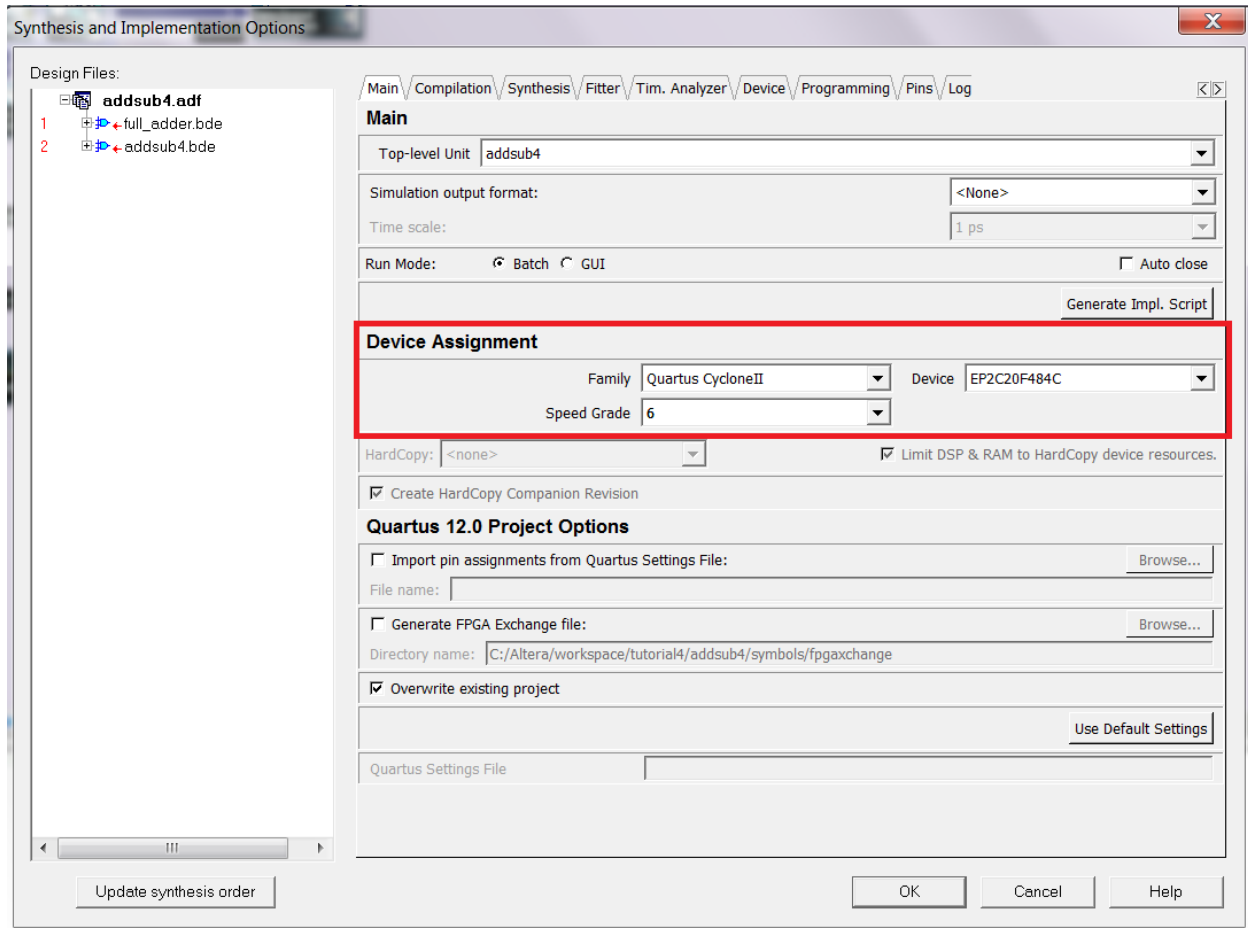 Synthesis and Implementation Options
Design Files:
addsub4.adf
1 full_adder.bde
2 addsub4.bde
Main Compilation Synthesis Fitter Tim. Analyzer Device Programming Pins Log
Main
Top-level Unit addsub4
Simulation output format: <None>
Time scale: 1 ps
Run Mode: Batch GUI Auto close
Generate Impl. Script
Device Assignment
Family Quartus CycloneII Device EP2C20F484C
Speed Grade 6
HardCopy: <none> Limit DSP & RAM to HardCopy device resources.
Create HardCopy Companion Revision
Quartus 12.0 Project Options
Import pin assignments from Quartus Settings File: Browse...
File name:
Generate FPGA Exchange file: Browse...
Directory name: C:/Altera/workspace/tutorial4/addsub4/symbols/fpgaxchange
Overwrite existing project
Use Default Settings
Quartus Settings File
Update synthesis order OK Cancel Help